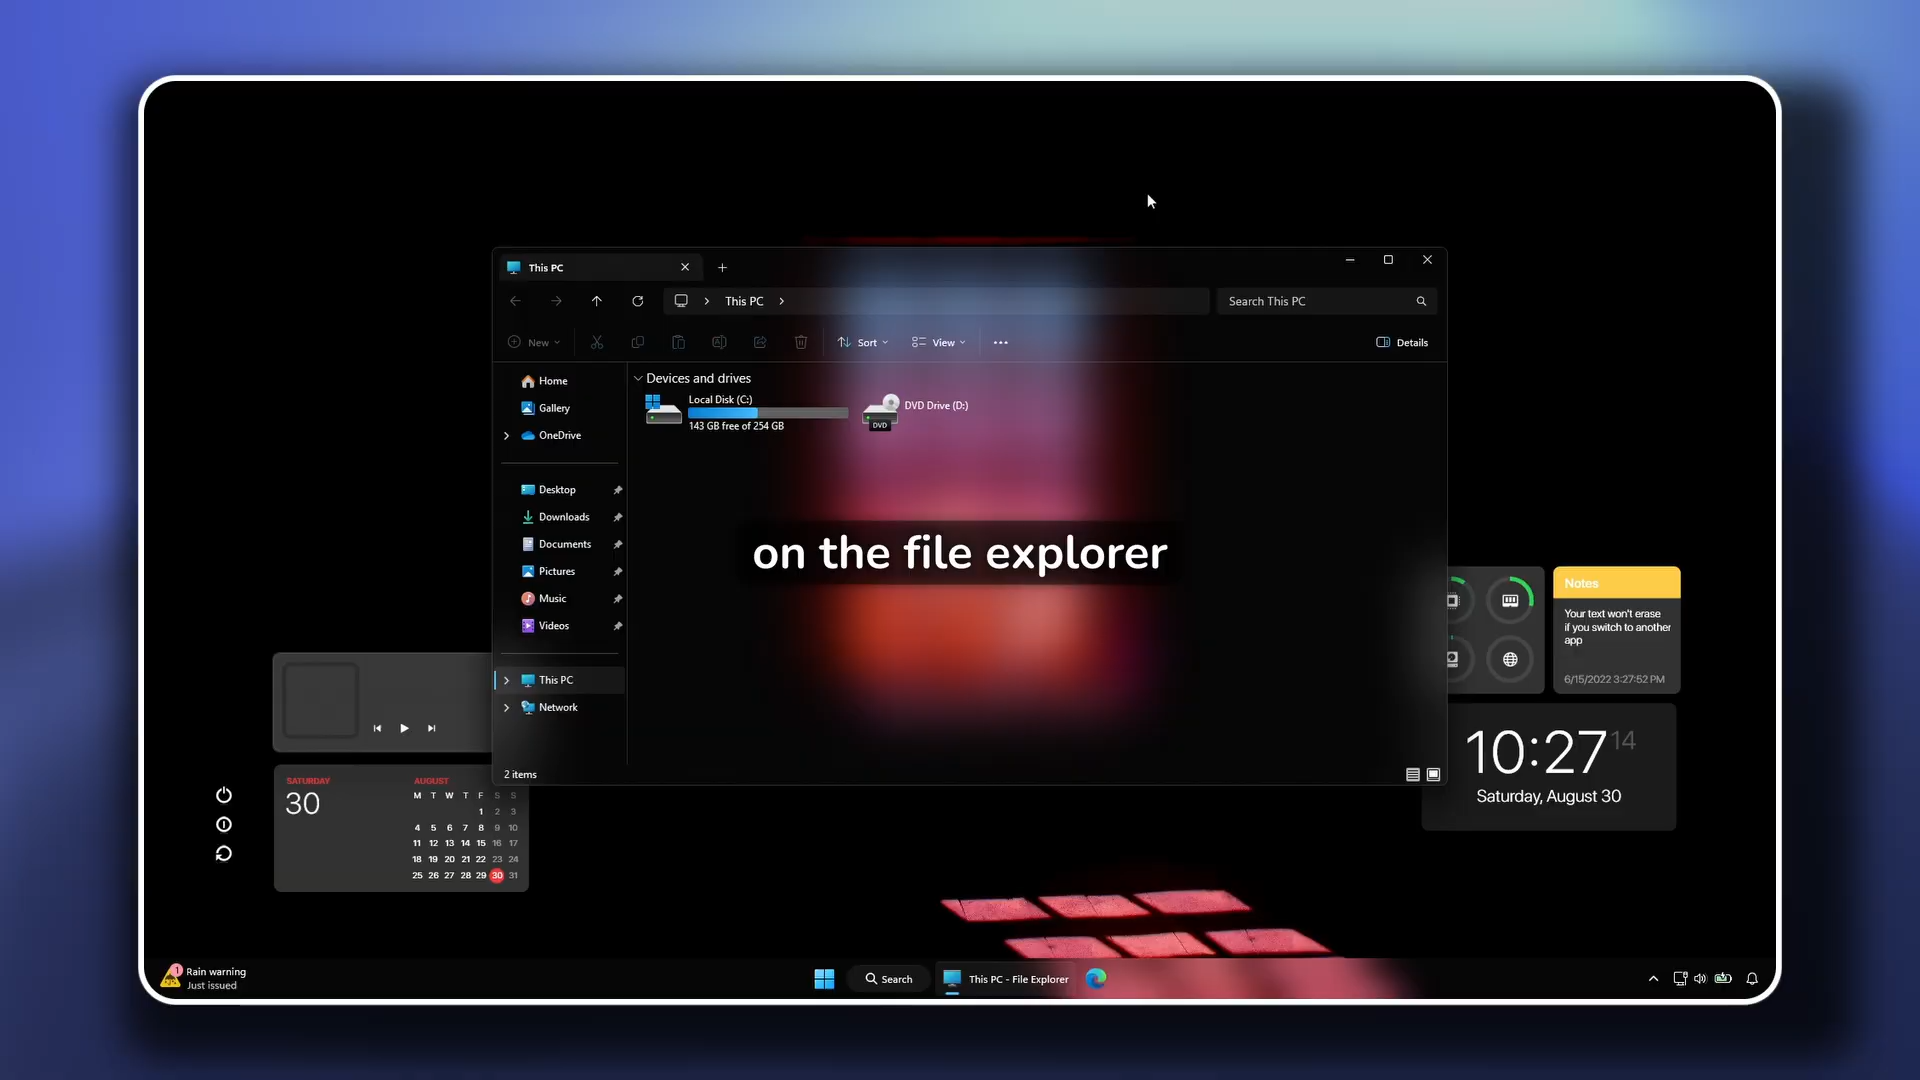 This PC
This PC
Search This PC
New
Sort
View
Details
Home
Gallery
OneDrive
Desktop
Downloads
Documents
Pictures
Music
Videos
This PC
Network
2 items
Devices and drives
Local Disk (C:)
143 GB free of 254 GB
DVD
DVD Drive (D:)
on the file explorer
SATURDAY
30
AUGUST
M T W T F S S
1 2 3
4 5 6 7 8 9 10
11 12 13 14 15 16 17
18 19 20 21 22 23 24
25 26 27 28 29 30 31
Notes
Your text won't erase
if you switch to another
app
6/15/2022 3:27:52 PM
10:27 14
Saturday, August 30
1
Rain warning
Just issued
Search
This PC - File Explorer